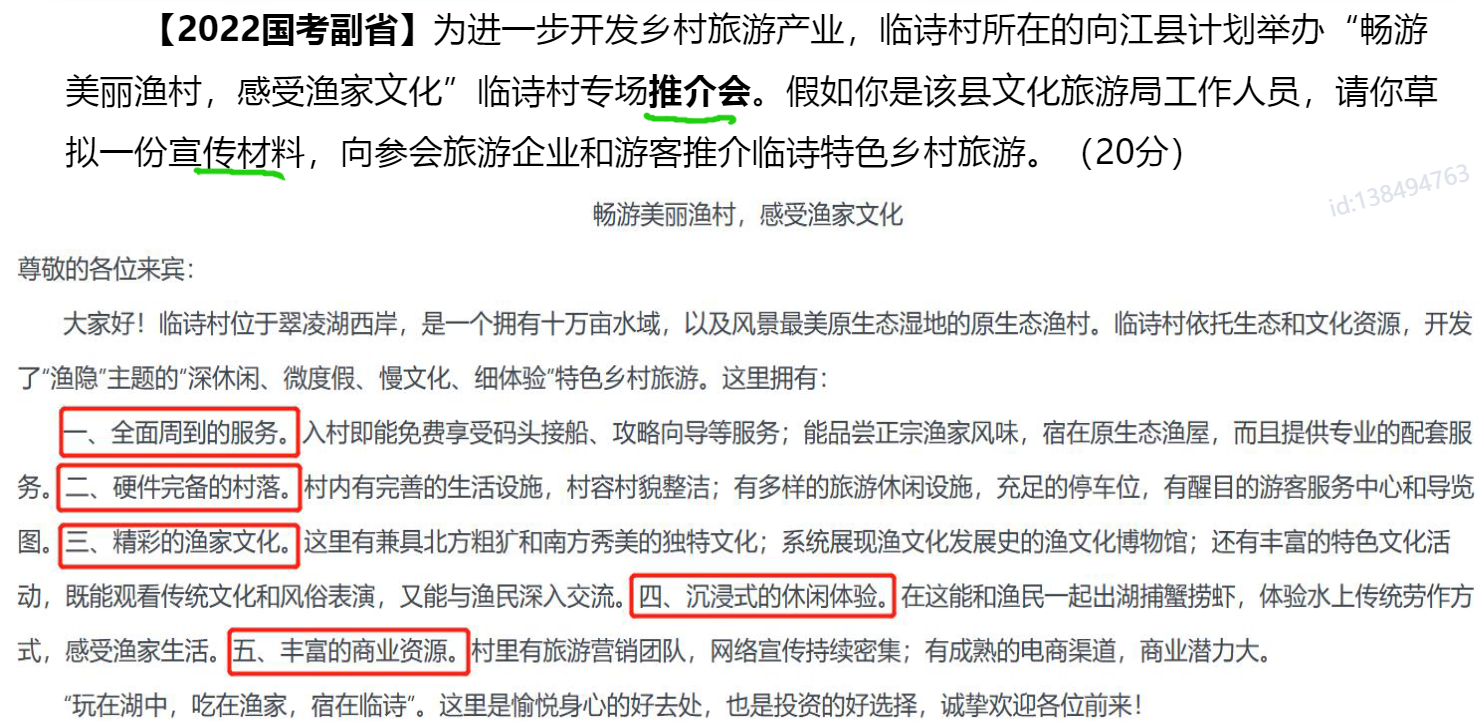 【2022国考副省】为进一步开发乡村旅游产业，临诗村所在的向江县计划举办“畅游
美丽渔村，感受渔家文化”临诗村专场推介会。假如你是该县文化旅游局工作人员，请你草
拟一份宣传材料，向参会旅游企业和游客推介临诗特色乡村旅游。（20分）
id:138494763
畅游美丽渔村，感受渔家文化
尊敬的各位来宾：
大家好！临诗村位于翠凌湖西岸，是一个拥有十万亩水域，以及风景最美原生态湿地的原生态渔村。临诗村依托生态和文化资源，开发
了“渔隐”主题的“深休闲、微度假、慢文化、细体验”特色乡村旅游。这里拥有：
一、全面周到的服务。入村即能免费享受码头接船、攻略向导等服务；能品尝正宗渔家风味，宿在原生态渔屋，而且提供专业的配套服
务。二、硬件完备的村落。村内有完善的生活设施，村容村貌整洁；有多样的旅游休闲设施，充足的停车位，有醒目的游客服务中心和导览
图。三、精彩的渔家文化。这里有兼具北方粗犷和南方秀美的独特文化；系统展现渔文化发展史的渔文化博物馆；还有丰富的特色文化活
动，既能观看传统文化和风俗表演，又能与渔民深入交流。四、沉浸式的休闲体验。在这能和渔民一起出湖捕蟹捞虾，体验水上传统劳作方
式，感受渔家生活。五、丰富的商业资源。村里有旅游营销团队，网络宣传持续密集；有成熟的电商渠道，商业潜力大。
“玩在湖中，吃在渔家，宿在临诗”。这里是愉悦身心的好去处，也是投资的好选择，诚挚欢迎各位前来！